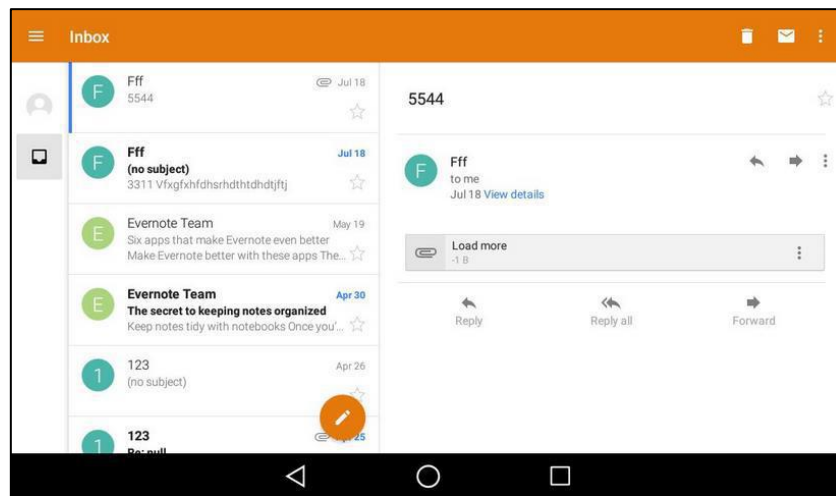 Inbox
F
Fff
Jul 18
5544
F
Fff
Jul 18
(no subject)
3311 Vfxgfxhfdhsrhdthtdhdtjftj
E
Evernote Team
May 19
Six apps that make Evernote even better
Make Evernote better with these apps The...
E
Evernote Team
Apr 30
The secret to keeping notes organized
Keep notes tidy with notebooks Once you'...
1
123
Apr 26
(no subject)
1
123
25
Re: null
5544
F
Fff
to me
Jul 18 View details
Load more
-1 B
Reply
Reply all
Forward